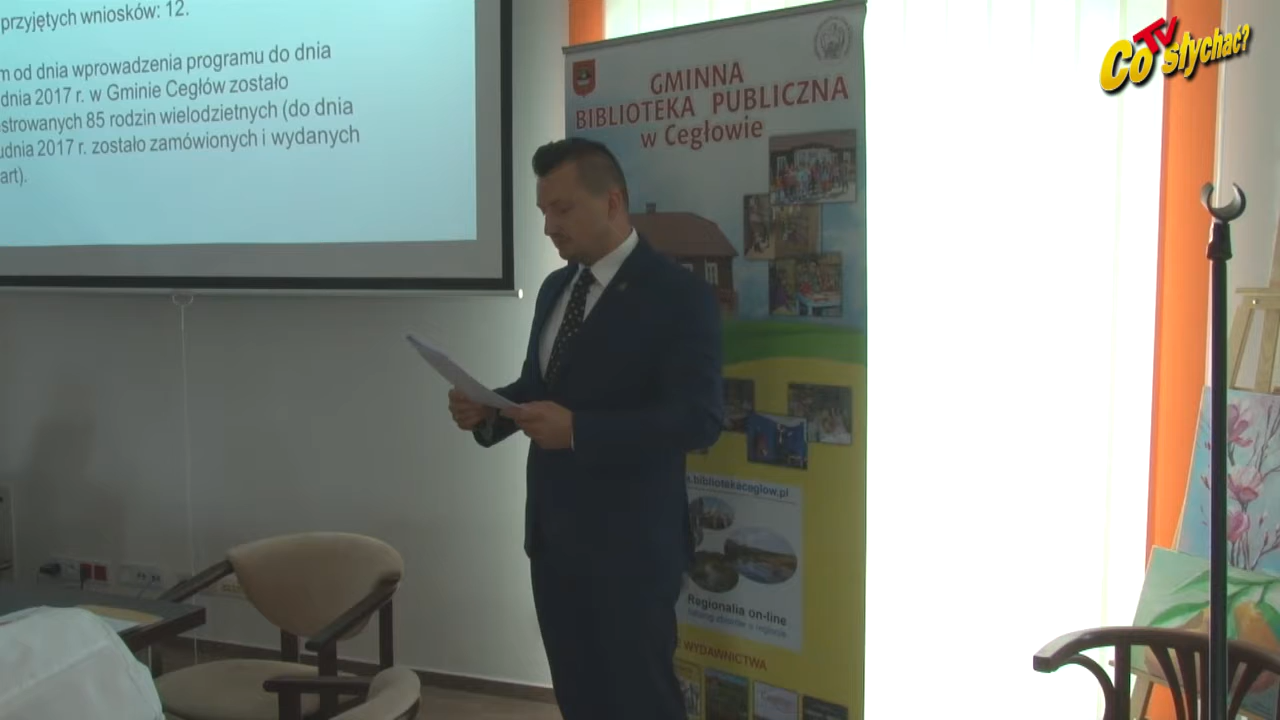 przyjętych wniosków: 12.
m od dnia wprowadzenia programu do dnia
dnia 2017 r. w Gminie Cegłów zostało
strowanych 85 rodzin wielodzietnych (do dnia
udnia 2017 r. zostało zamówionych i wydanych
art).
GMINNA
BIBLIOTEKA PUBLICZNA
w Cegłowie
.bibliotekaceglow.pl
Regionalia on-line
WYDAWNICTWA
Co TV słychać?